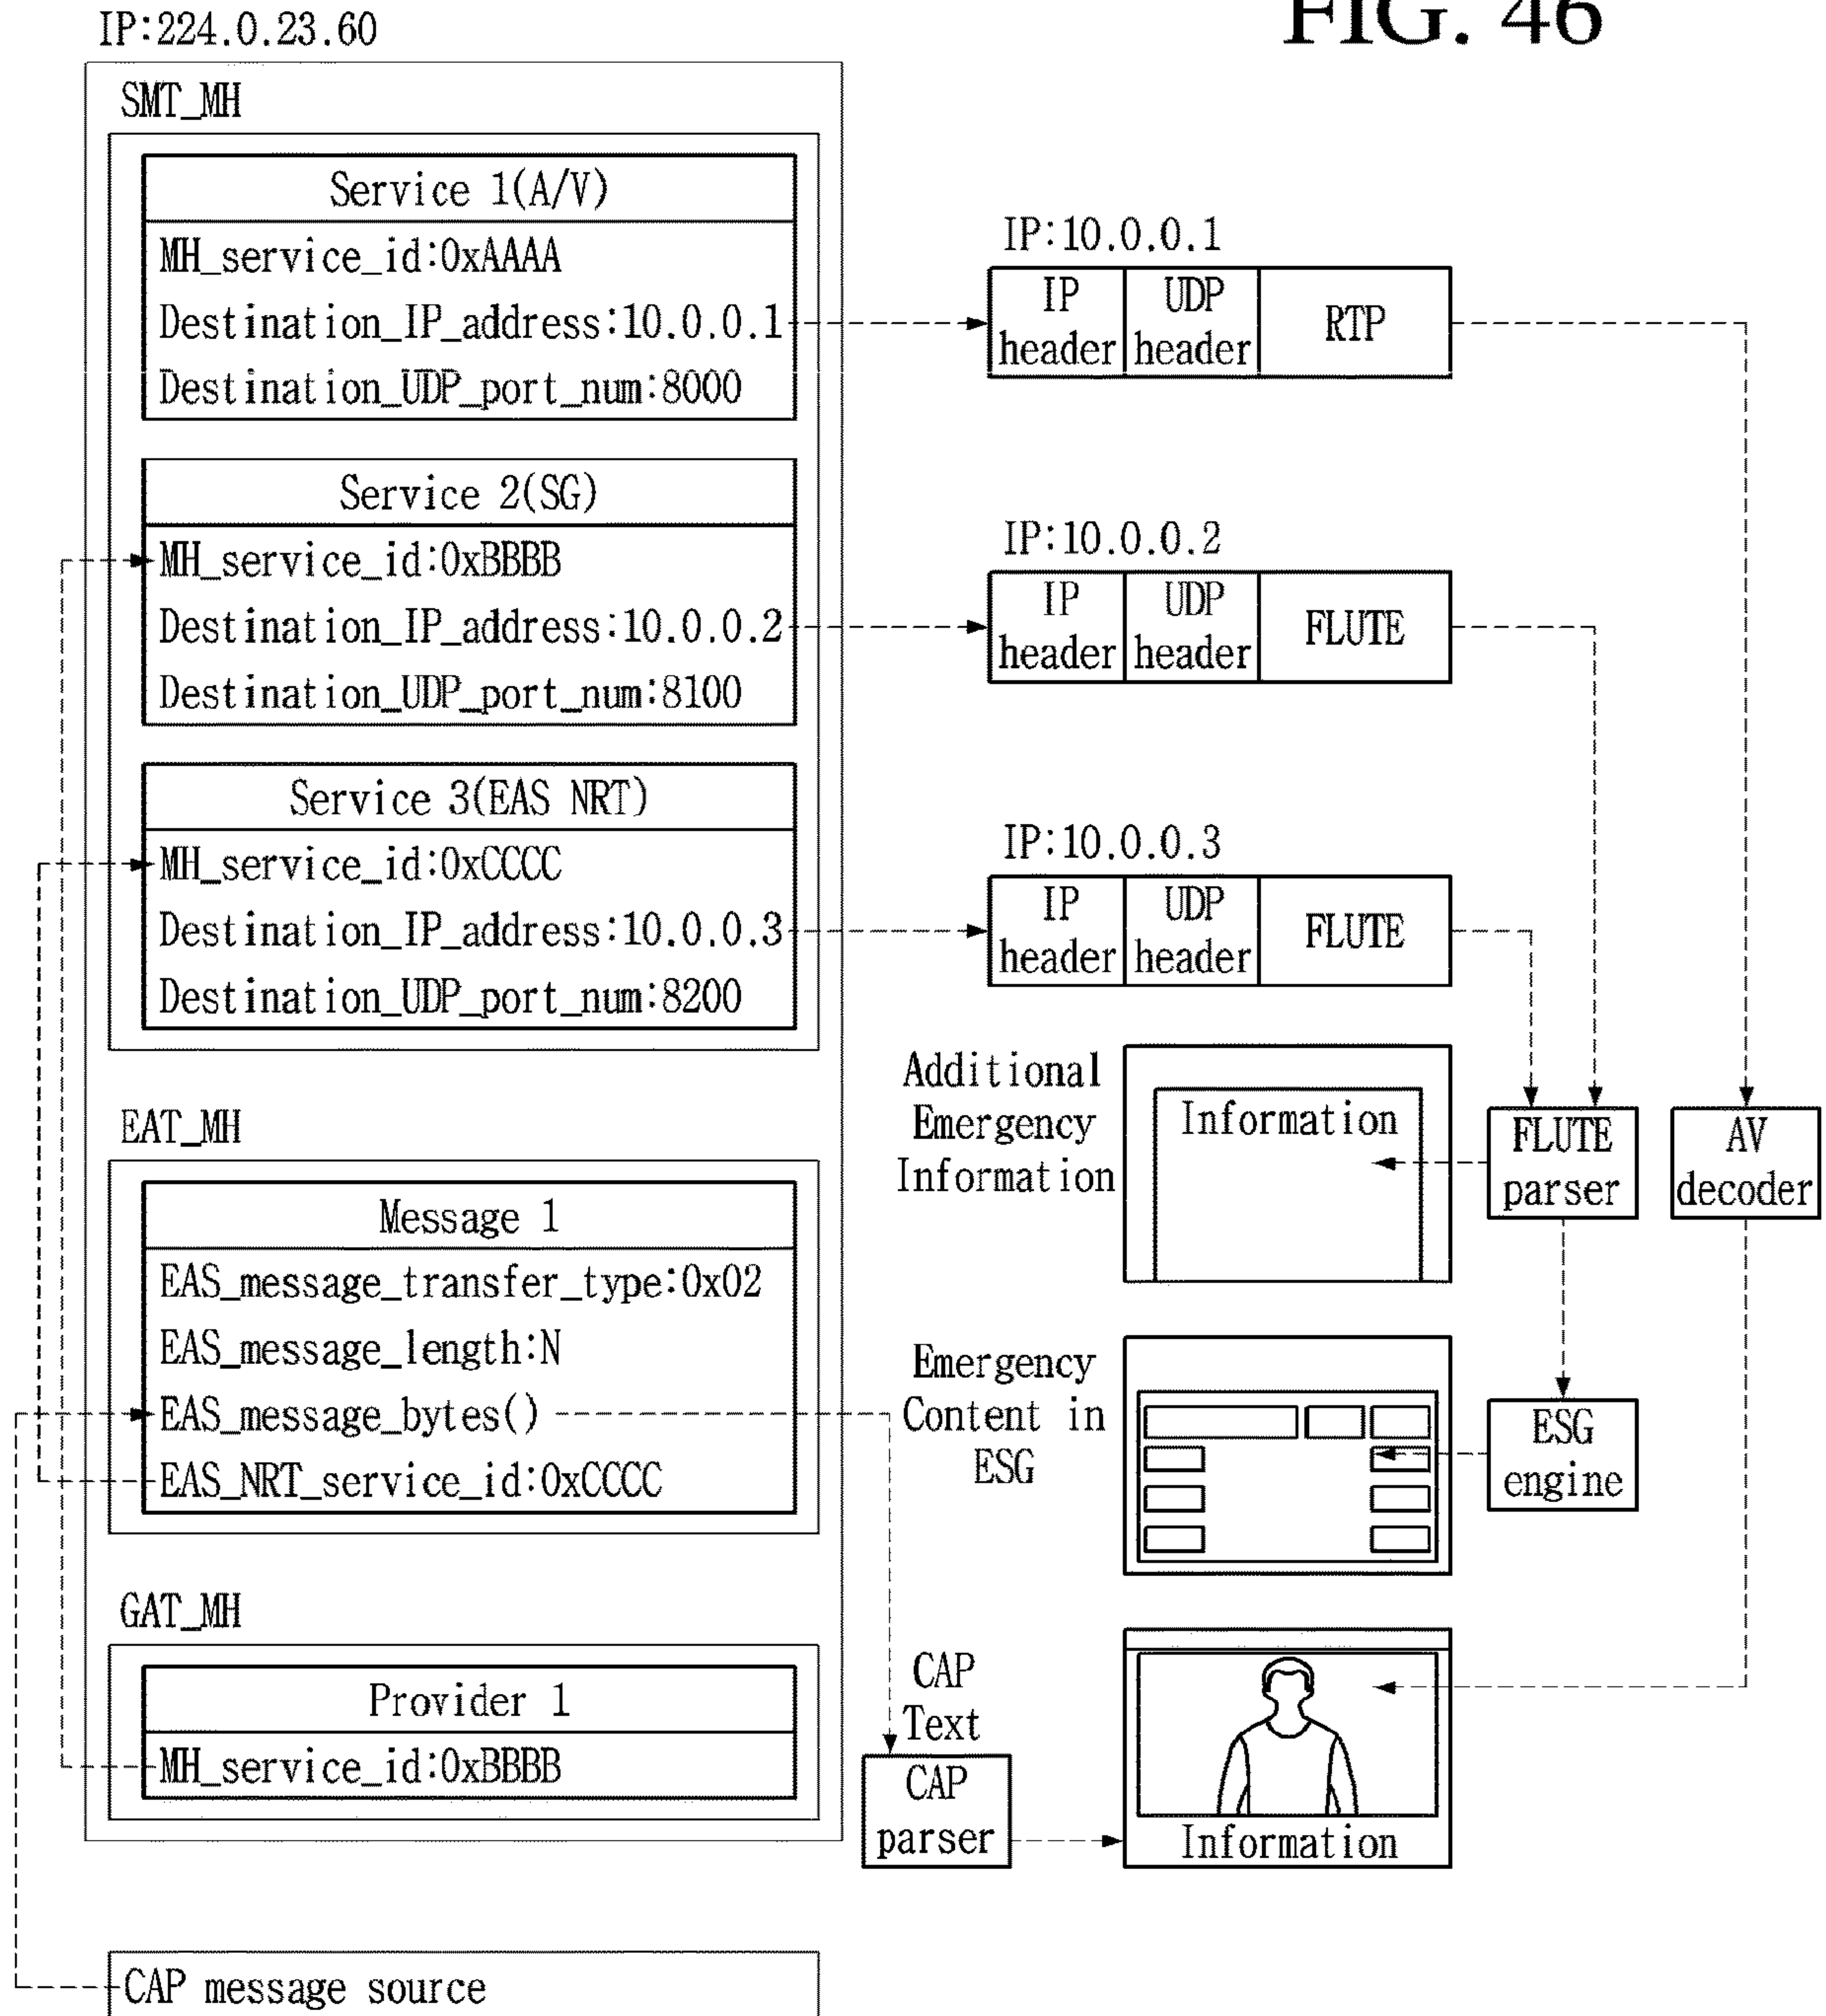 FIG. 46
IP:224.0.23.60
SMT_MH
Service 1(A/V)
MH_service_id:0xAAAA
Destination_IP_address:10.0.0.1
Destination_UDP_port_num:8000
Service 2(SG)
MH_service_id:0xBBBB
Destination_IP_address:10.0.0.2
Destination_UDP_port_num:8100
Service 3(EAS NRT)
MH_service_id:0xCCCC
Destination_IP_address:10.0.0.3
Destination_UDP_port_num:8200
EAT_MH
Message 1
EAS_message_transfer_type:0x02
EAS_message_length:N
EAS_message_bytes()
EAS_NRT_service_id:0xCCCC
GAT_MH
Provider 1
MH_service_id:0xBBBB
CAP message source
IP:10.0.0.1
IP
header
UDP
header
RTP
IP:10.0.0.2
IP
header
UDP
header
FLUTE
IP:10.0.0.3
IP
header
UDP
header
FLUTE
Additional
Emergency
Information
Information
FLUTE
parser
AV
decoder
Emergency
Content in
ESG
ESG
engine
CAP
Text
CAP
parser
Information